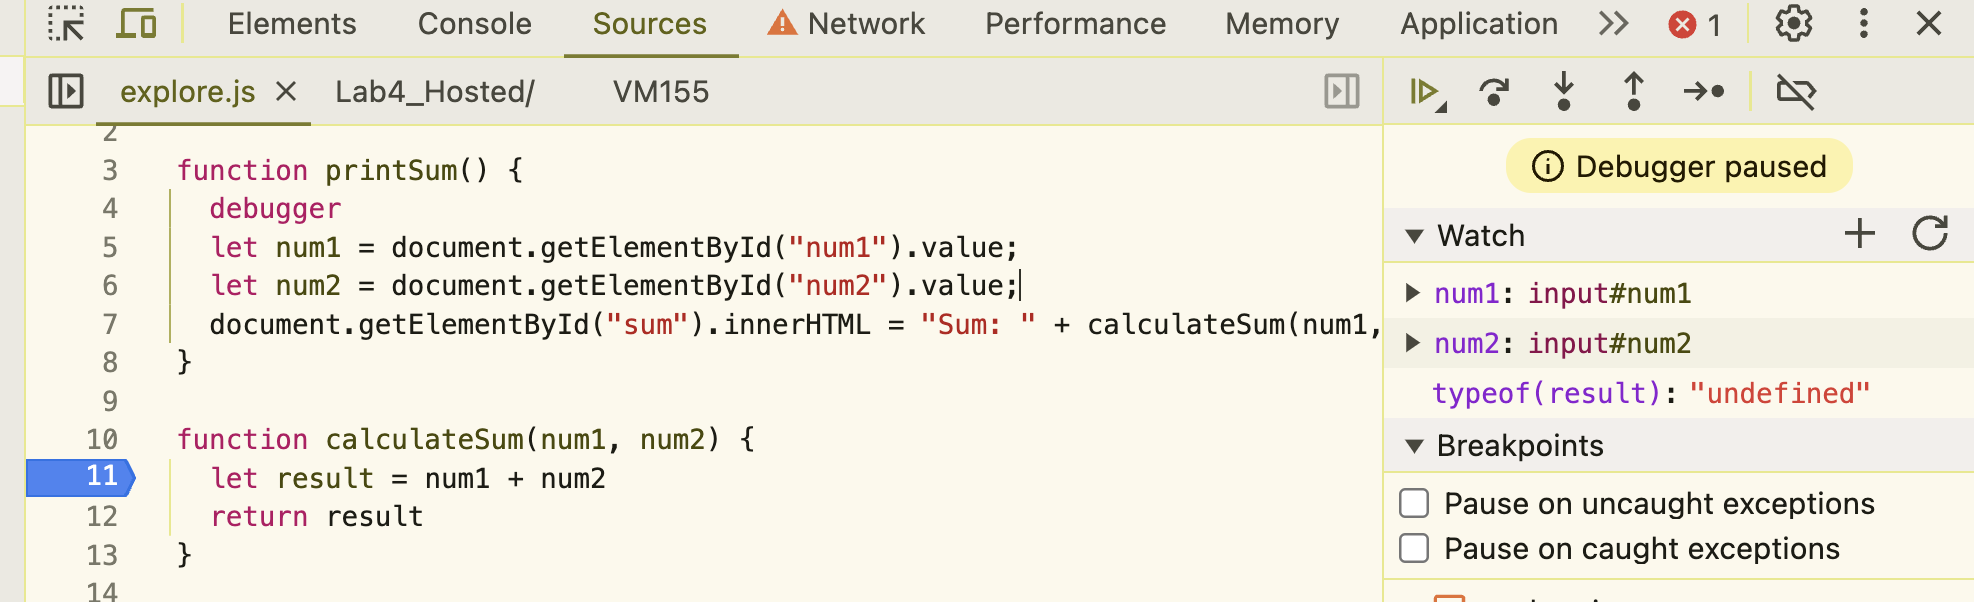 Elements Console Sources Network Performance Memory Application 1
explore.js Lab4_Hosted/ VM155
Debugger paused
Watch
num1: input#num1
num2: input#num2
typeof(result): "undefined"
Breakpoints
Pause on uncaught exceptions
Pause on caught exceptions
2
3 function printSum() {
4 debugger
5 let num1 = document.getElementById("num1").value;
6 let num2 = document.getElementById("num2").value;
7 document.getElementById("sum").innerHTML = "Sum: " + calculateSum(num1,
8 }
9
10 function calculateSum(num1, num2) {
11 let result = num1 + num2
12 return result
13 }
14